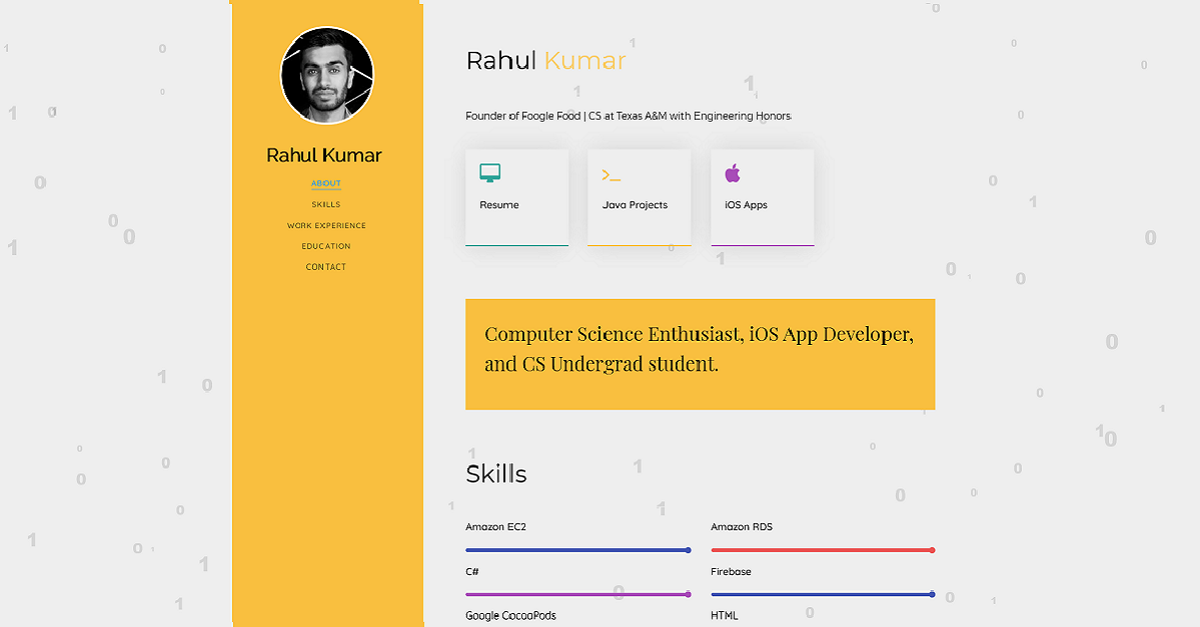 Rahul Kumar
ABOUT
SKILLS
WORK EXPERIENCE
EDUCATION
CONTACT
Rahul Kumar
Founder of Foogle Food | CS at Texas A&M with Engineering Honors
Resume
Java Projects
iOS Apps
Computer Science Enthusiast, iOS App Developer,
and CS Undergrad student.
Skills
Amazon EC2
Amazon RDS
C#
Firebase
Google CocoaPods
HTML